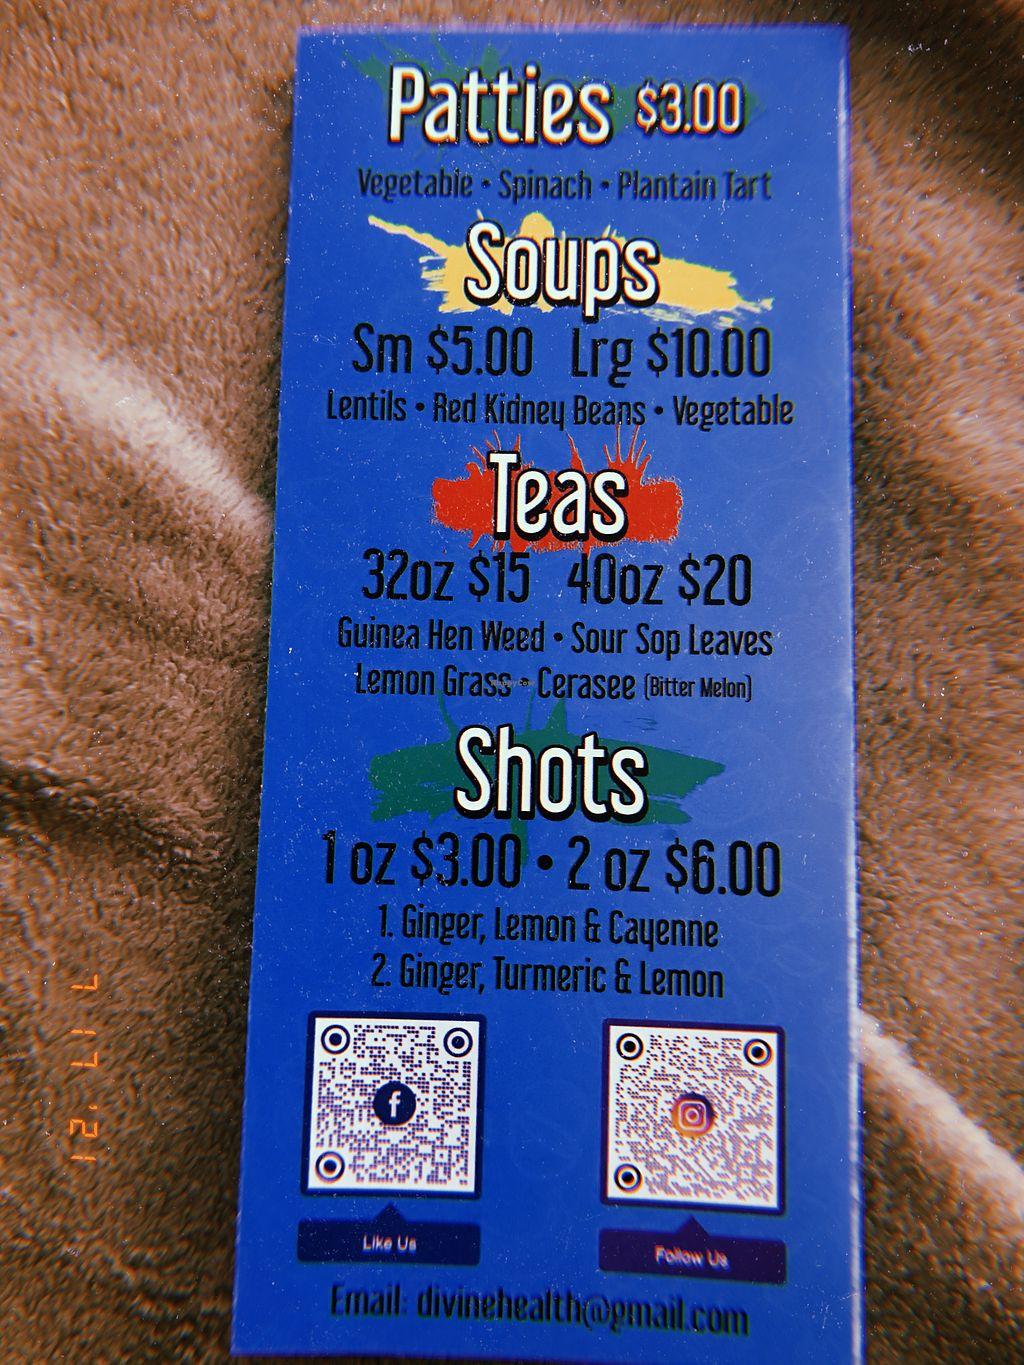 Patties $3.00
Vegetable • Spinach • Plantain Tart
Soups
Sm $5.00 Lrg $10.00
Lentils • Red Kidney Beans • Vegetable
Teas
32oz $15 40oz $20
Guinea Hen Weed • Sour Sop Leaves
Lemon Grass • Cerasee (Bitter Melon)
HappyCow
Shots
1 oz $3.00 • 2 oz $6.00
1. Ginger, Lemon & Cayenne
2. Ginger, Turmeric & Lemon
Like Us
Follow Us
Email: divinehealth@gmail.com
7 17 '21